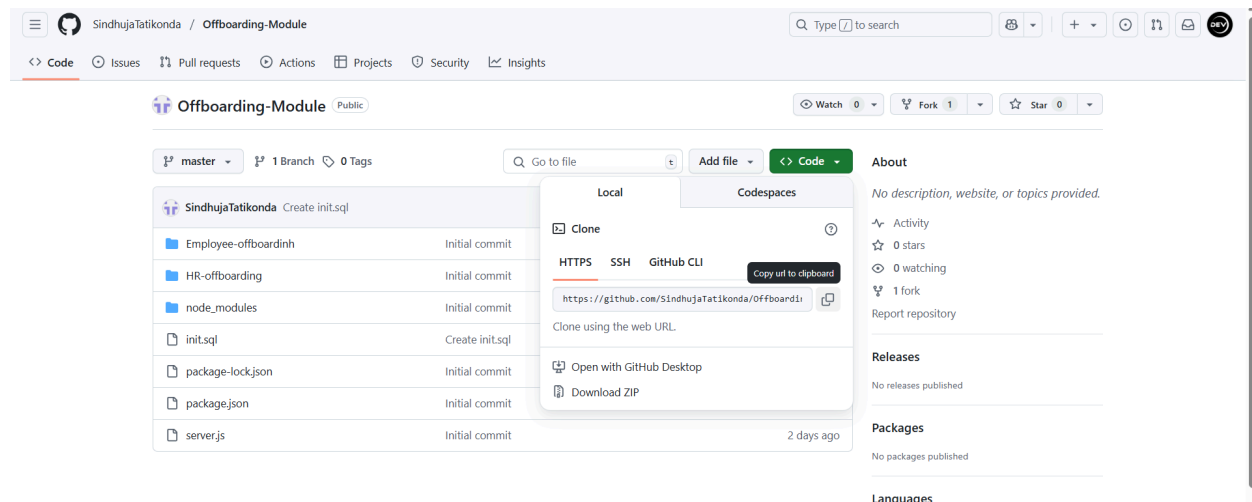 SindhujaTatikonda / Offboarding-Module
Type / to search
DEV
Code Issues Pull requests Actions Projects Security Insights
Offboarding-Module Public
Watch 0 Fork 1 Star 0
master 1 Branch 0 Tags
Go to file t
Add file
Code
SindhujaTatikonda Create init.sql
Employee-offboardinh Initial commit
HR-offboarding Initial commit
node_modules Initial commit
init.sql Create init.sql
package-lock.json Initial commit
package.json Initial commit
server.js Initial commit 2 days ago
Local Codespaces
Clone
HTTPS SSH GitHub CLI
Copy url to clipboard
https://github.com/SindhujaTatikonda/Offboardin
Clone using the web URL.
Open with GitHub Desktop
Download ZIP
About
No description, website, or topics provided.
Activity
0 stars
0 watching
1 fork
Report repository
Releases
No releases published
Packages
No packages published
Languages